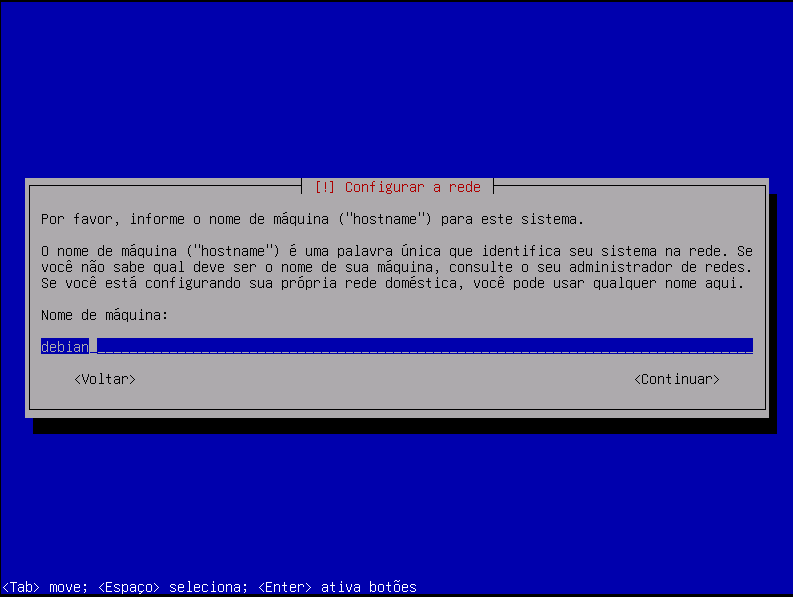 [!] Configurar a rede
Por favor, informe o nome de máquina ("hostname") para este sistema.
O nome de máquina ("hostname") é uma palavra única que identifica seu sistema na rede. Se
você não sabe qual deve ser o nome de sua máquina, consulte o seu administrador de redes.
Se você está configurando sua própria rede doméstica, você pode usar qualquer nome aqui.
Nome de máquina:
debian
<Voltar> <Continuar>
<Tab> move; <Espaço> seleciona; <Enter> ativa botões